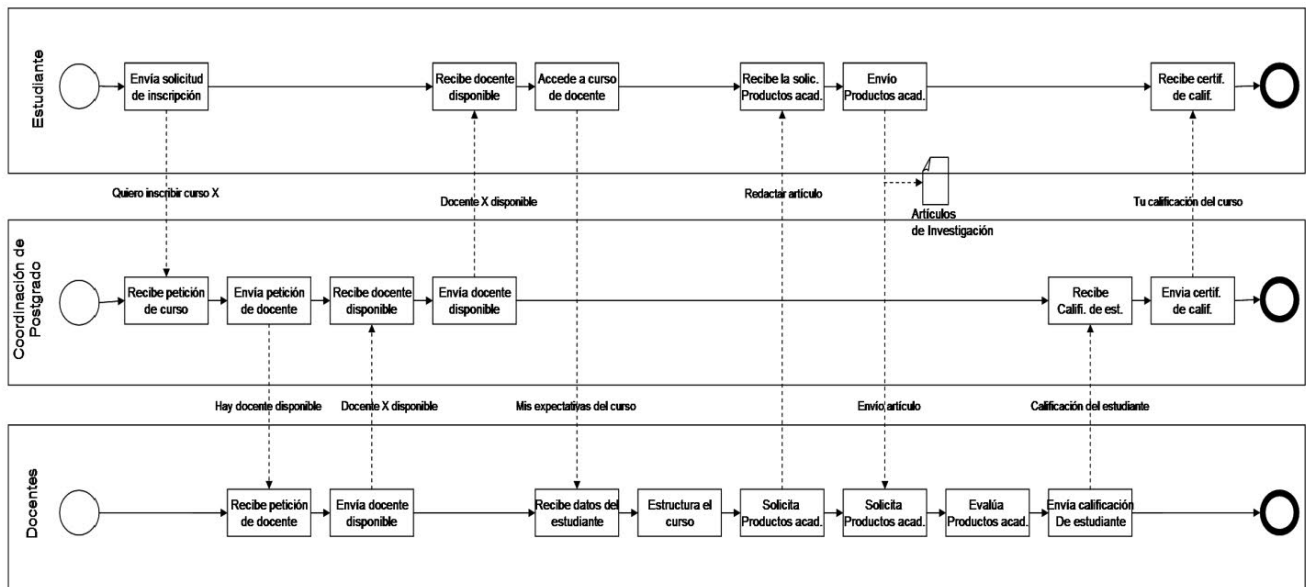 Estudiante
Envía solicitud
de inscripción
Recibe docente
disponible
Accede a curso
de docente
Recibe la solic.
Productos acad.
Envío
Productos acad.
Recibe certif.
de calif.
Quiero inscribir curso X
Docente X disponible
Redactar artículo
Artículos
de Investigación
Tu calificación del curso
Coordinación de
Postgrado
Recibe petición
de curso
Envía petición
de docente
Recibe docente
disponible
Envía docente
disponible
Recibe
Califi. de est.
Envia certif.
de calif.
Hay docente disponible
Docente X disponible
Mis expectativas del curso
Envío artículo
Calificación del estudiante
Docentes
Recibe petición
de docente
Envía docente
disponible
Recibe datos del
estudiante
Estructura el
curso
Solicita
Productos acad.
Solicita
Productos acad.
Evalúa
Productos acad.
Envía calificación
De estudiante